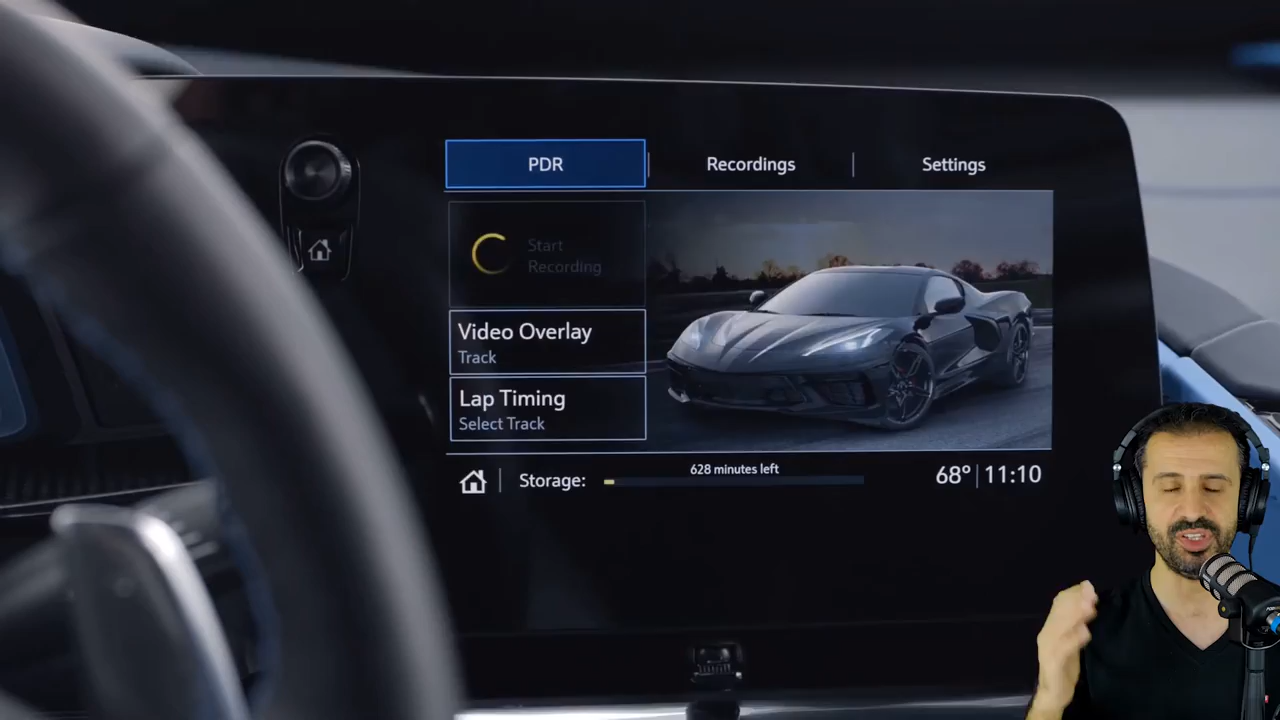 PDR
Recordings
Settings
Start
Recording
Video Overlay
Track
Lap Timing
Select Track
Storage:
628 minutes left
68°
11:10